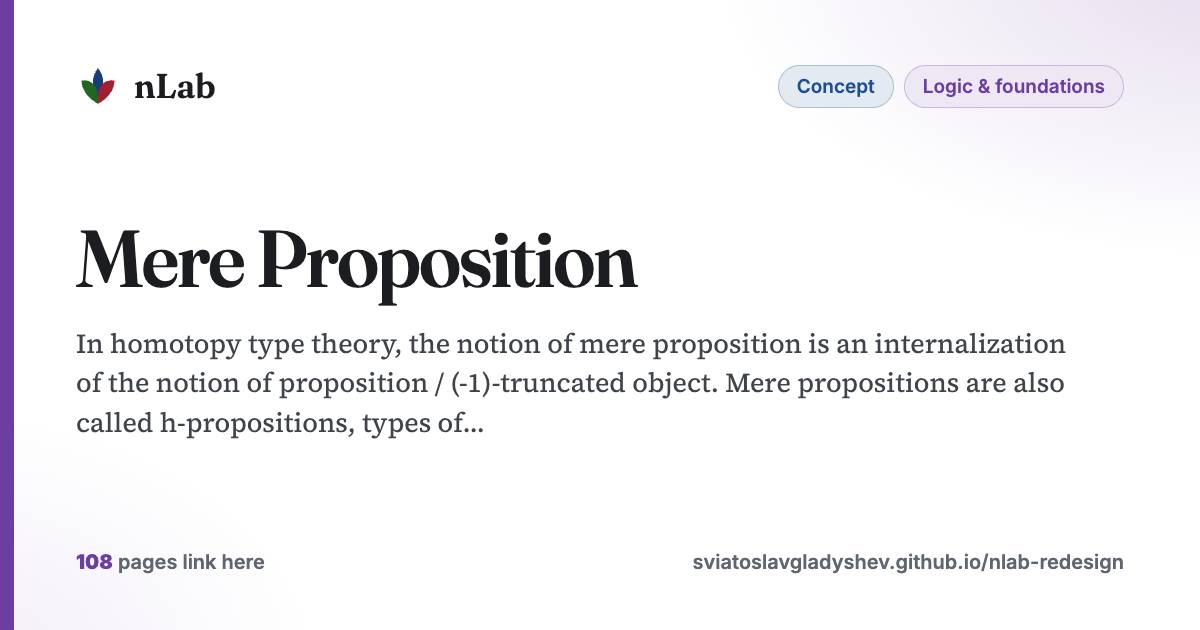 nLab
Concept
Logic & foundations
Mere Proposition
In homotopy type theory, the notion of mere proposition is an internalization
of the notion of proposition / (-1)-truncated object. Mere propositions are also
called h-propositions, types of...
108 pages link here
sviatoslavgladyshev.github.io/nlab-redesign